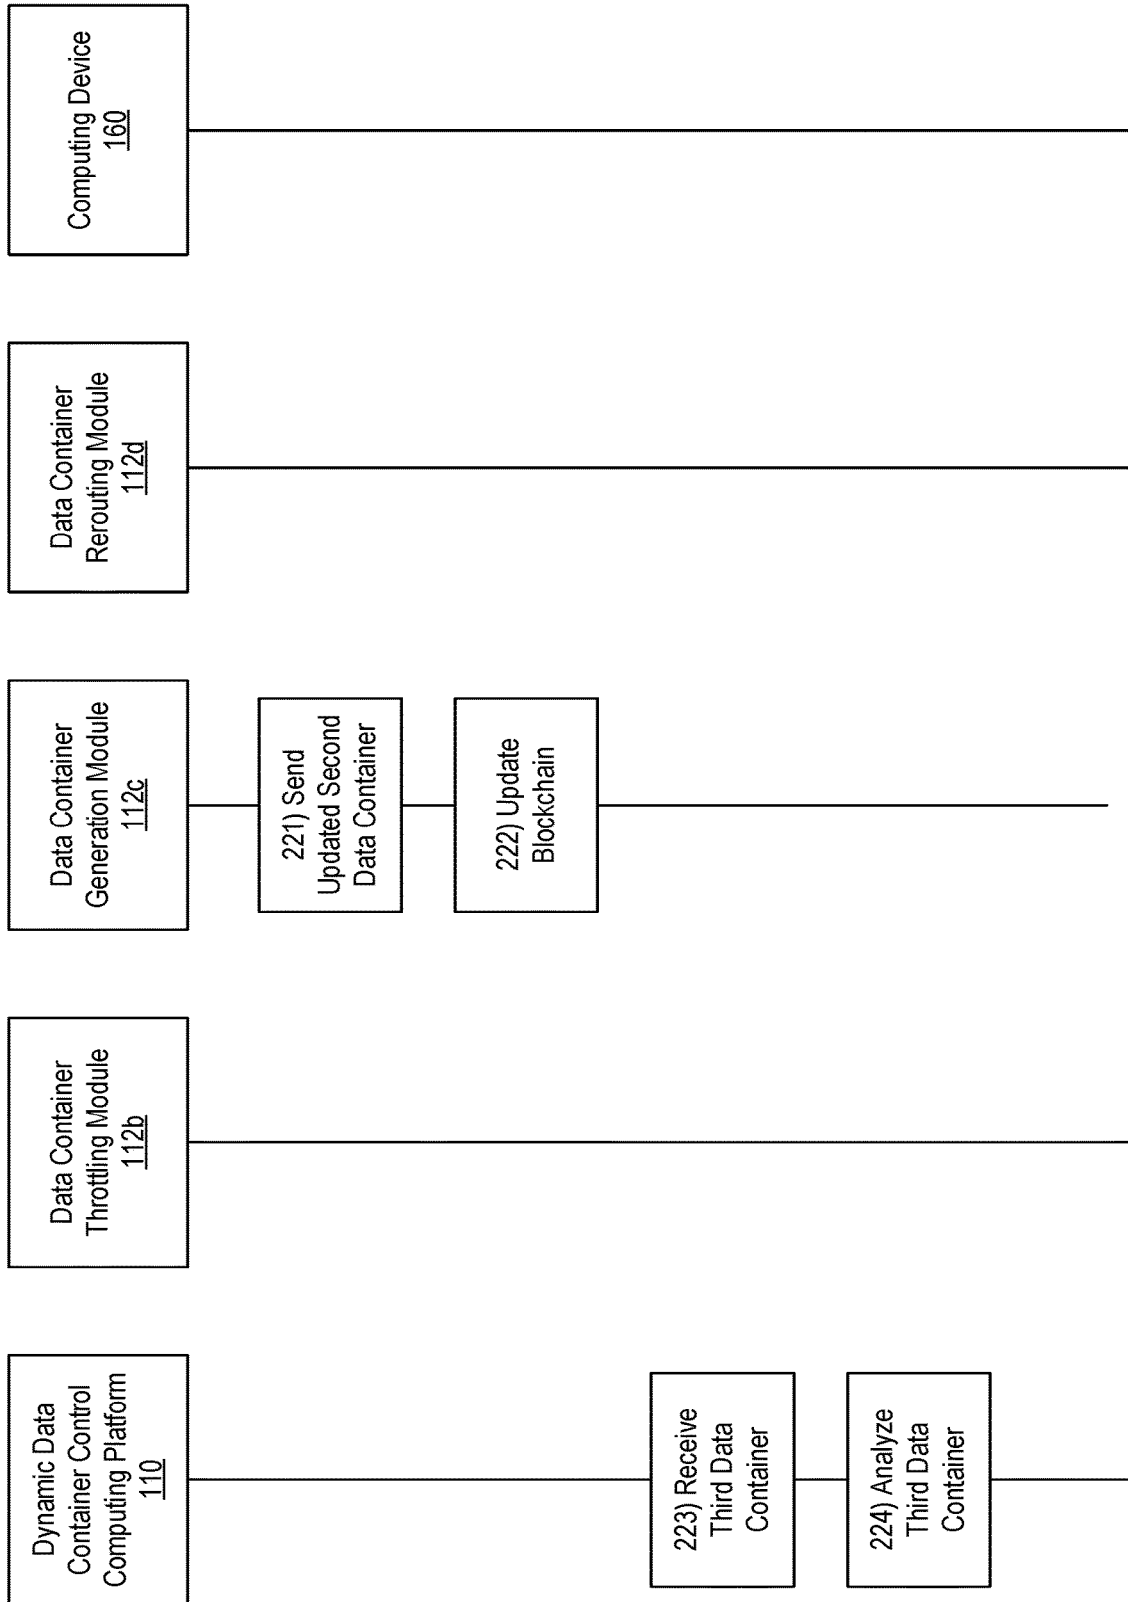 Dynamic Data
Container Control
Computing Platform
110
Data Container
Throttling Module
112b
Data Container
Generation Module
112c
Data Container
Rerouting Module
112d
Computing Device
160
221) Send
Updated Second
Data Container
222) Update
Blockchain
223) Receive
Third Data
Container
224) Analyze
Third Data
Container